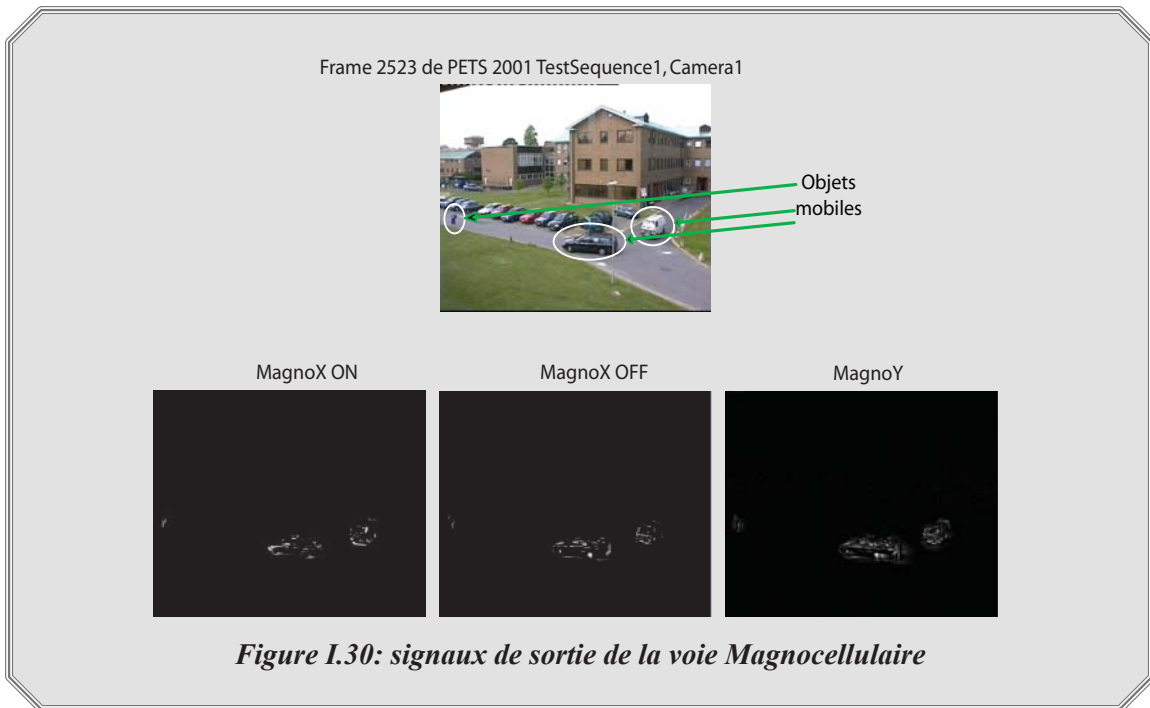 Frame 2523 de PETS 2001 TestSequence1, Camera1
Objets
mobiles
MagnoX ON
MagnoX OFF
MagnoY
Figure I.30: signaux de sortie de la voie Magnocellulaire